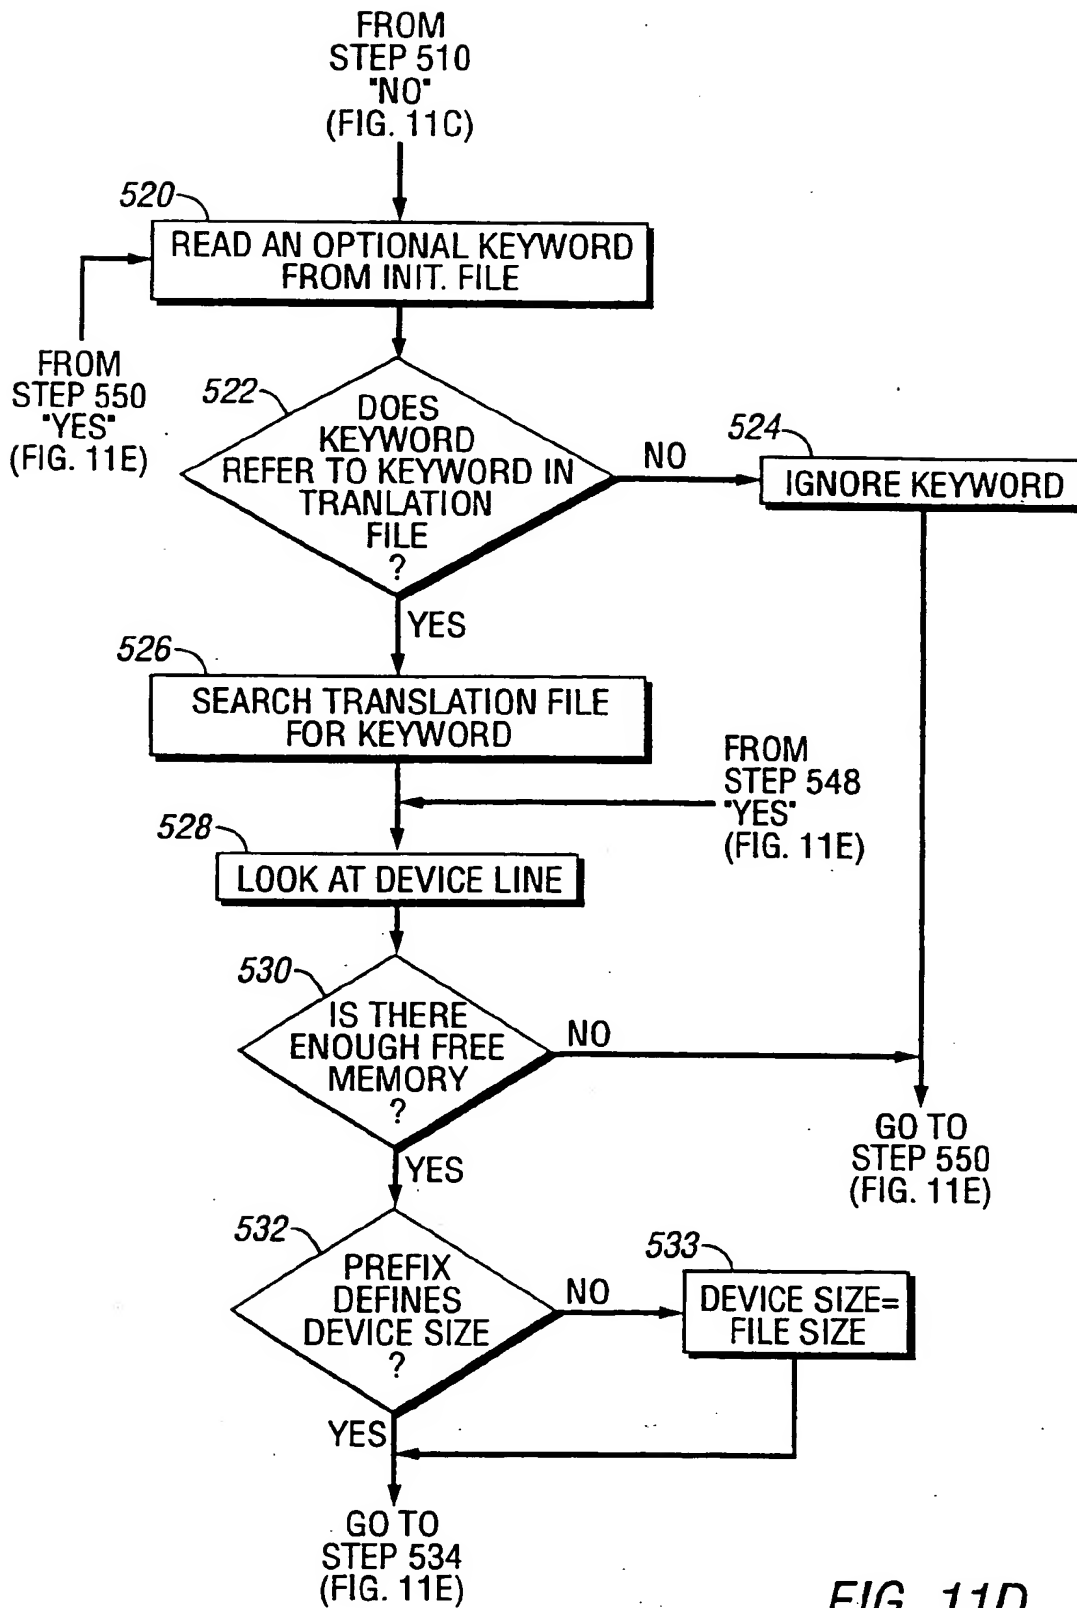 FROM
STEP 510
"NO"
(FIG. 11C)
520
READ AN OPTIONAL KEYWORD
FROM INIT. FILE
FROM
STEP 550
"YES"
(FIG. 11E)
522
DOES
KEYWORD
REFER TO KEYWORD IN
TRANLATION
FILE
?
NO
524
IGNORE KEYWORD
YES
526
SEARCH TRANSLATION FILE
FOR KEYWORD
FROM
STEP 548
"YES"
(FIG. 11E)
528
LOOK AT DEVICE LINE
530
IS THERE
ENOUGH FREE
MEMORY
?
NO
GO TO
STEP 550
(FIG. 11E)
YES
532
PREFIX
DEFINES
DEVICE SIZE
?
NO
533
DEVICE SIZE=
FILE SIZE
YES
GO TO
STEP 534
(FIG. 11E)
FIG. 11D